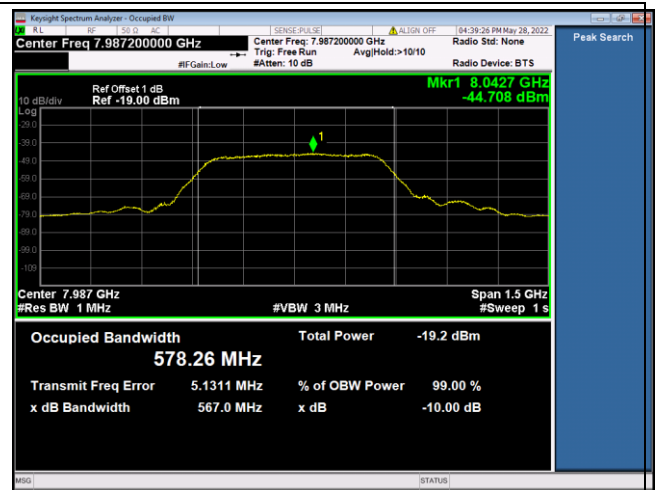 Keysight Spectrum Analyzer - Occupied BW
RL RF 50 Ω AC SENSE:PULSE ALIGN OFF 04:39:26 PM May 28, 2022
Center Freq 7.987200000 GHz Center Freq: 7.987200000 GHz Radio Std: None Peak Search
Trig: Free Run Avg|Hold:>10/10
#IFGain:Low #Atten: 10 dB Radio Device: BTS
Ref Offset 1 dB Mkr1 8.0427 GHz
10 dB/div Ref -19.00 dBm -44.708 dBm
Log
-29.0
1
-39.0
-49.0
-59.0
-69.0
-79.0
-89.0
-99.0
-109
Center 7.987 GHz Span 1.5 GHz
#Res BW 1 MHz #VBW 3 MHz #Sweep 1 s
Occupied Bandwidth Total Power -19.2 dBm
578.26 MHz
Transmit Freq Error 5.1311 MHz % of OBW Power 99.00 %
x dB Bandwidth 567.0 MHz x dB -10.00 dB
MSG STATUS